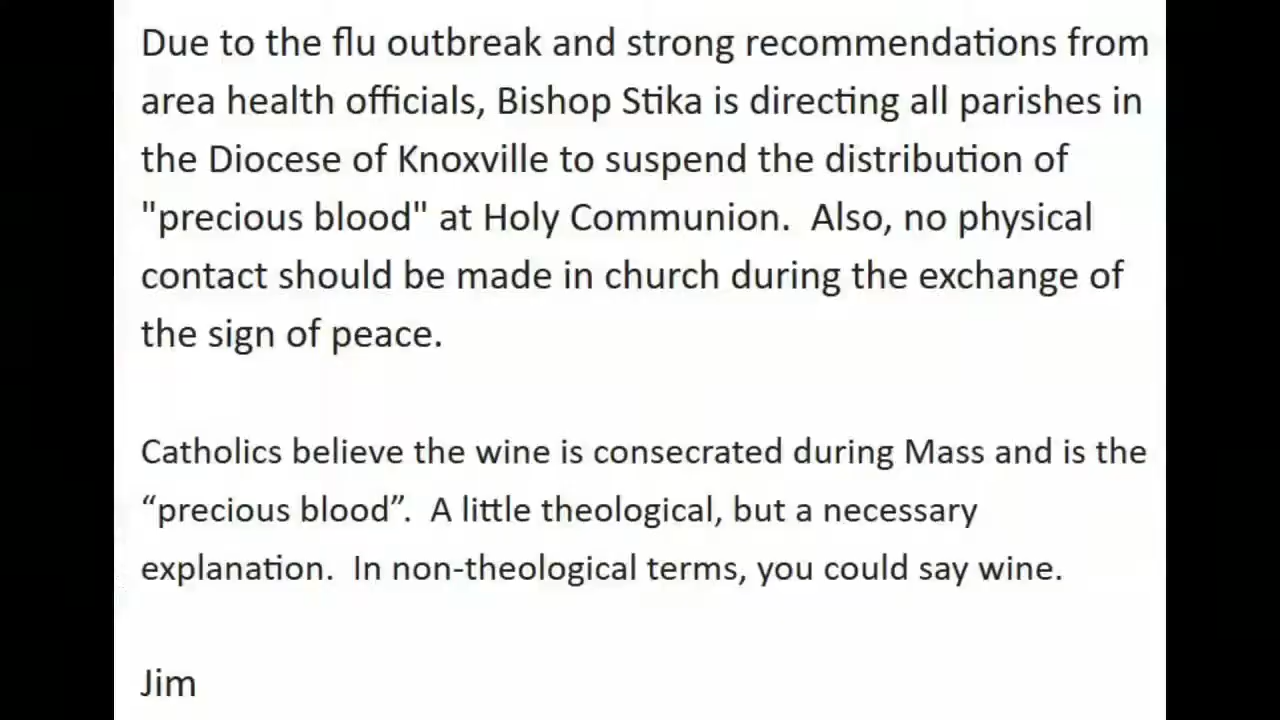 Due to the flu outbreak and strong recommendations from
area health officials, Bishop Stika is directing all parishes in
the Diocese of Knoxville to suspend the distribution of
"precious blood" at Holy Communion.  Also, no physical
contact should be made in church during the exchange of
the sign of peace.
Catholics believe the wine is consecrated during Mass and is the
“precious blood”.  A little theological, but a necessary
explanation.  In non-theological terms, you could say wine.
Jim